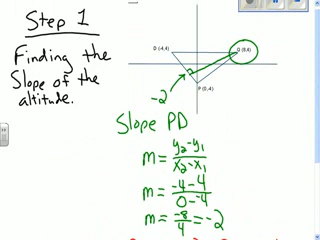 Step 1
Finding the
Slope of the
altitude.
D (-4,4)
Q (6,4)
P (0,-4)
-2
Slope PD
m = y2-y1
x2-x1
m = -4-4
0--4
m = -8
4 = -2